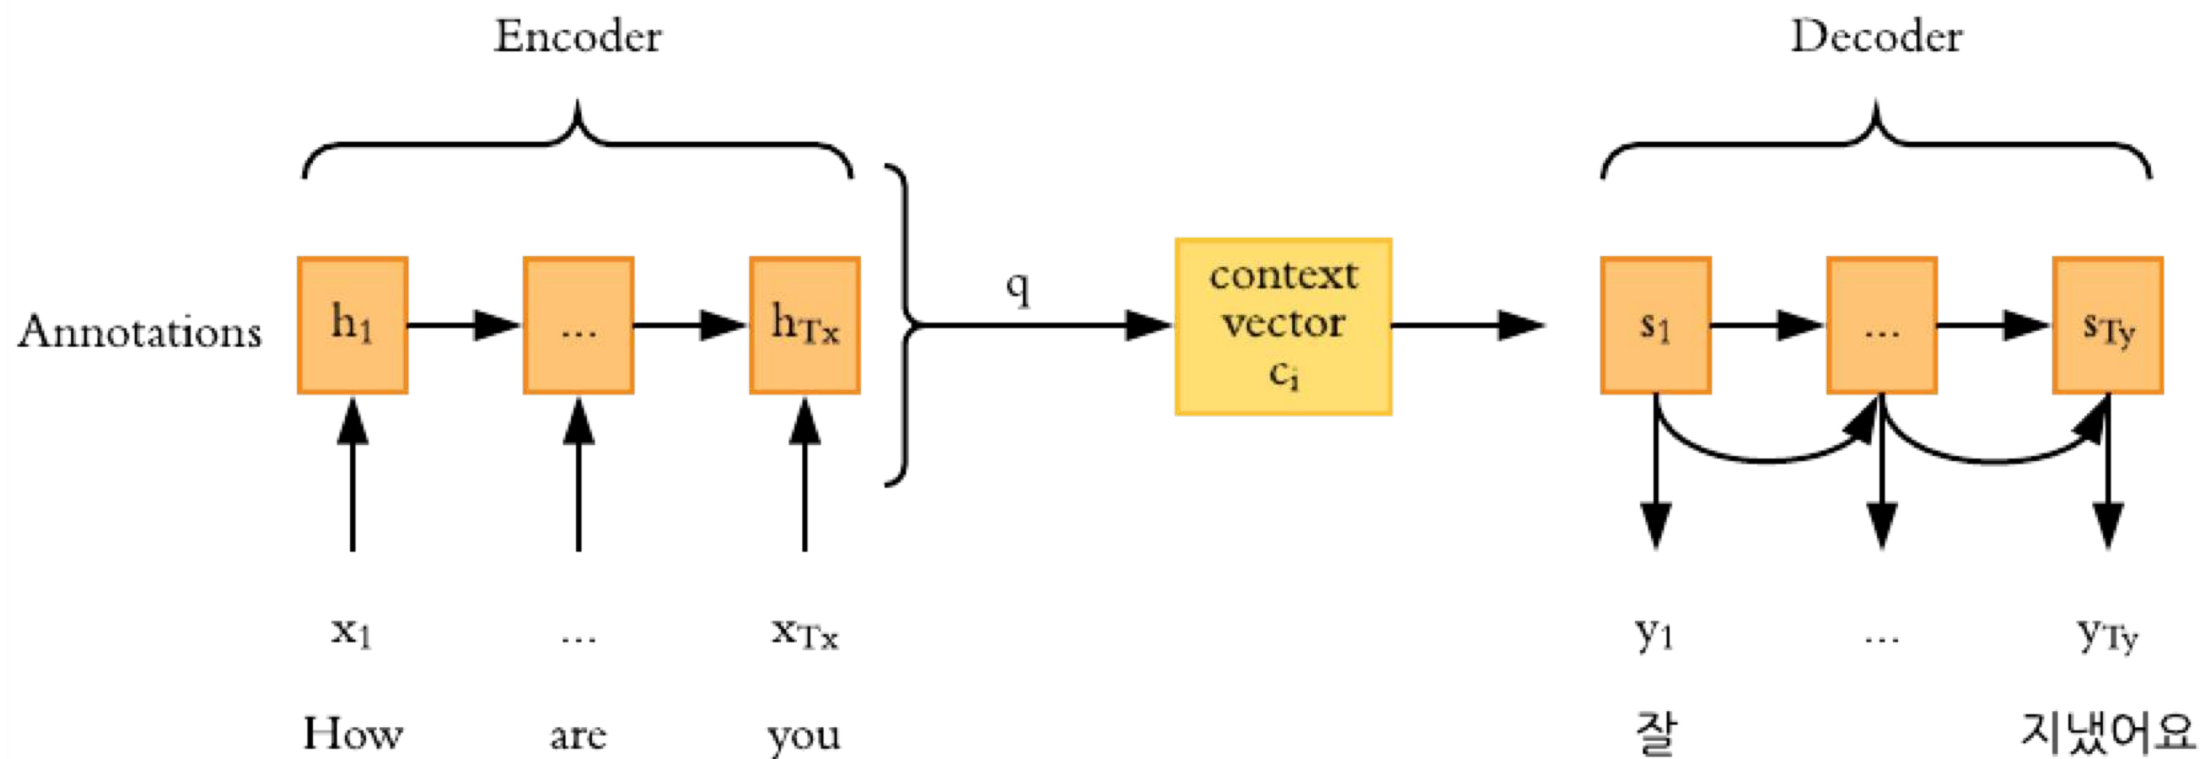 Encoder
Decoder
Annotations
h1
...
hTx
q
context
vector
ci
s1
...
sTy
x1
...
xTx
y1
...
yTy
How
are
you
잘
지냈어요